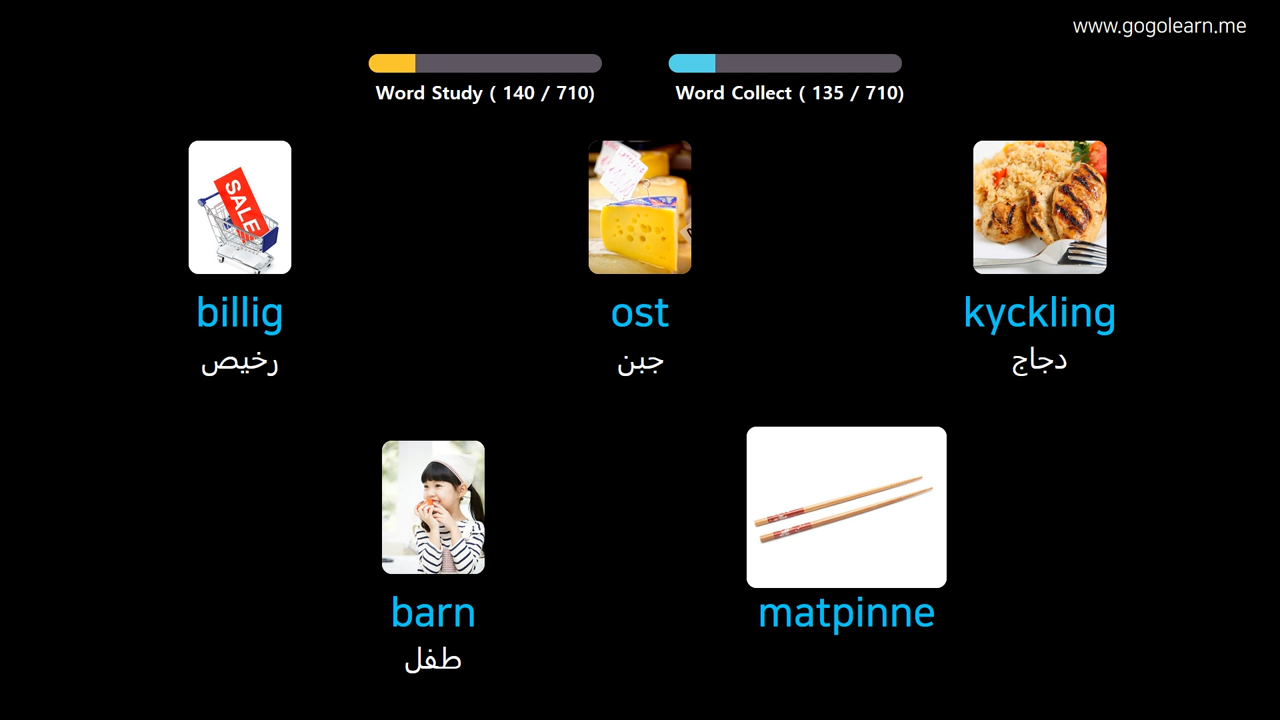 www.gogolearn.me
Word Study ( 140 / 710)
Word Collect ( 135 / 710)
SALE
billig
ost
kyckling
رخيص
جبن
دجاج
barn
matpinne
طفل